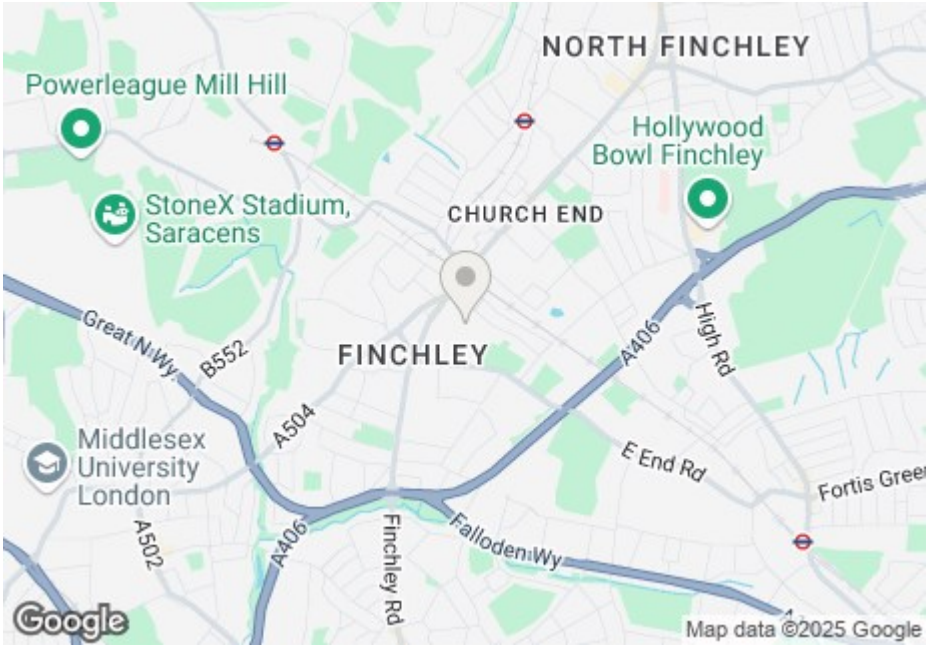 NORTH FINCHLEY
Powerleague Mill Hill
Hollywood
Bowl Finchley
StoneX Stadium,
Saracens
CHURCH END
Great N Wy
B552
FINCHLEY
A406
High Rd
A504
Middlesex
University
London
E End Rd
Fortis Green
A502
A406
Finchley Rd
Falloden Wy
Google
Map data ©2025 Google